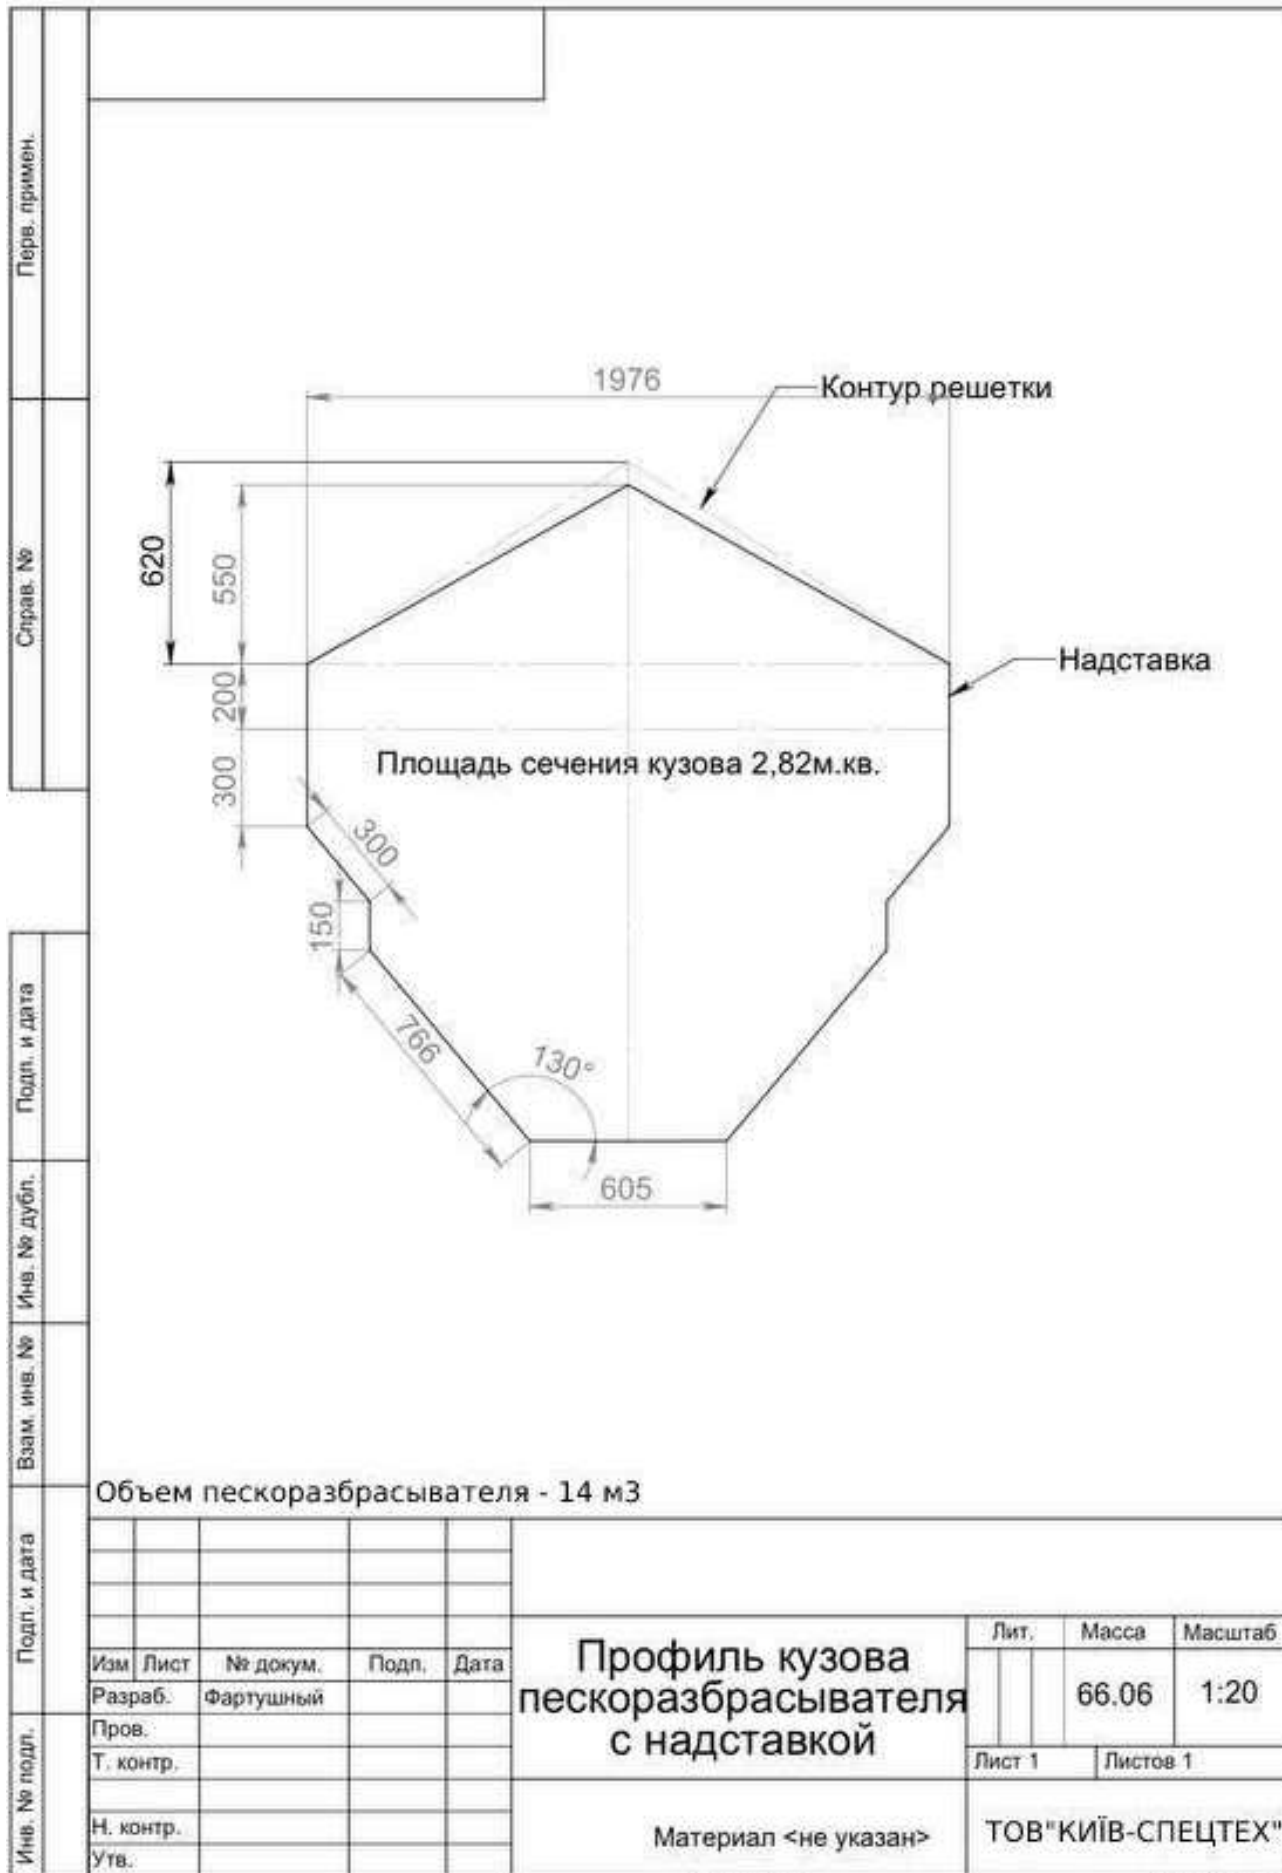 Перв. примен.
Справ. №
Подп. и дата
Инв. № дубл.
Взам. инв. №
Подп. и дата
Инв. № подл.
1976
Контур решетки
620
550
200
300
Надставка
Площадь сечения кузова 2,82м.кв.
300
150
766
130°
605
Объем пескоразбрасывателя - 14 м3
Изм Лист № докум. Подп. Дата
Разраб. Фартушный
Пров.
Т. контр.
Н. контр.
Утв.
Профиль кузова
пескоразбрасывателя
с надставкой
Лит. Масса Масштаб
66.06 1:20
Лист 1 Листов 1
Материал <не указан>
ТОВ"КИЇВ-СПЕЦТЕХ"